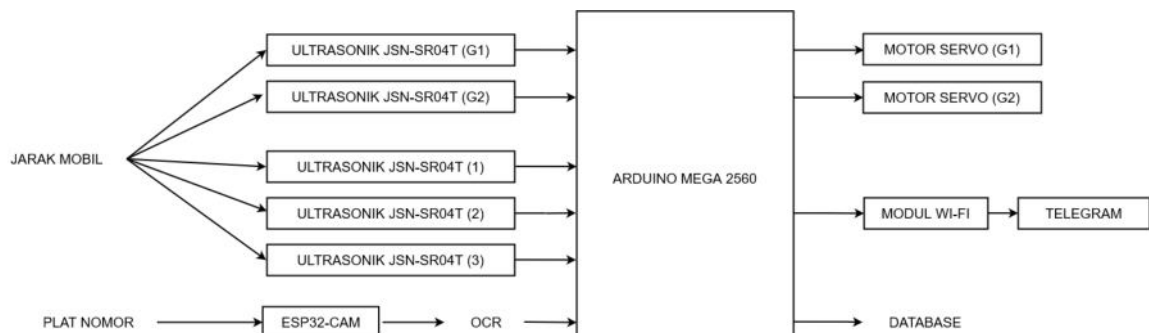 ULTRASONIK JSN-SR04T (G1)
MOTOR SERVO (G1)
ULTRASONIK JSN-SR04T (G2)
MOTOR SERVO (G2)
JARAK MOBIL
ULTRASONIK JSN-SR04T (1)
ARDUINO MEGA 2560
ULTRASONIK JSN-SR04T (2)
MODUL WI-FI
TELEGRAM
ULTRASONIK JSN-SR04T (3)
PLAT NOMOR
ESP32-CAM
OCR
DATABASE